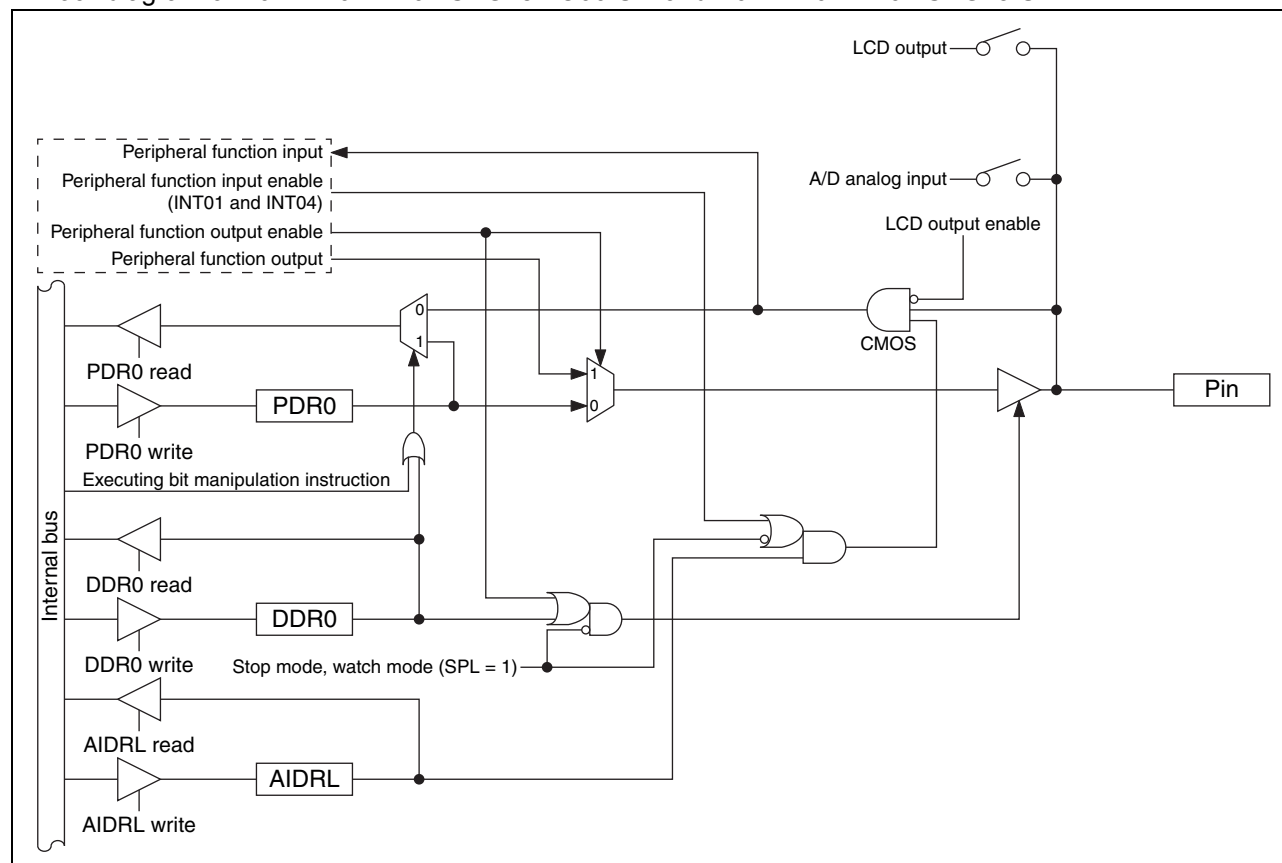 LCD output
Peripheral function input
A/D analog input
Peripheral function input enable
(INT01 and INT04)
LCD output enable
Peripheral function output enable
Peripheral function output
0
1
CMOS
PDR0 read
1
PDR0
0
Pin
PDR0 write
Executing bit manipulation instruction
Internal bus
DDR0 read
DDR0
DDR0 write
Stop mode, watch mode (SPL = 1)
AIDRL read
AIDRL
AIDRL write